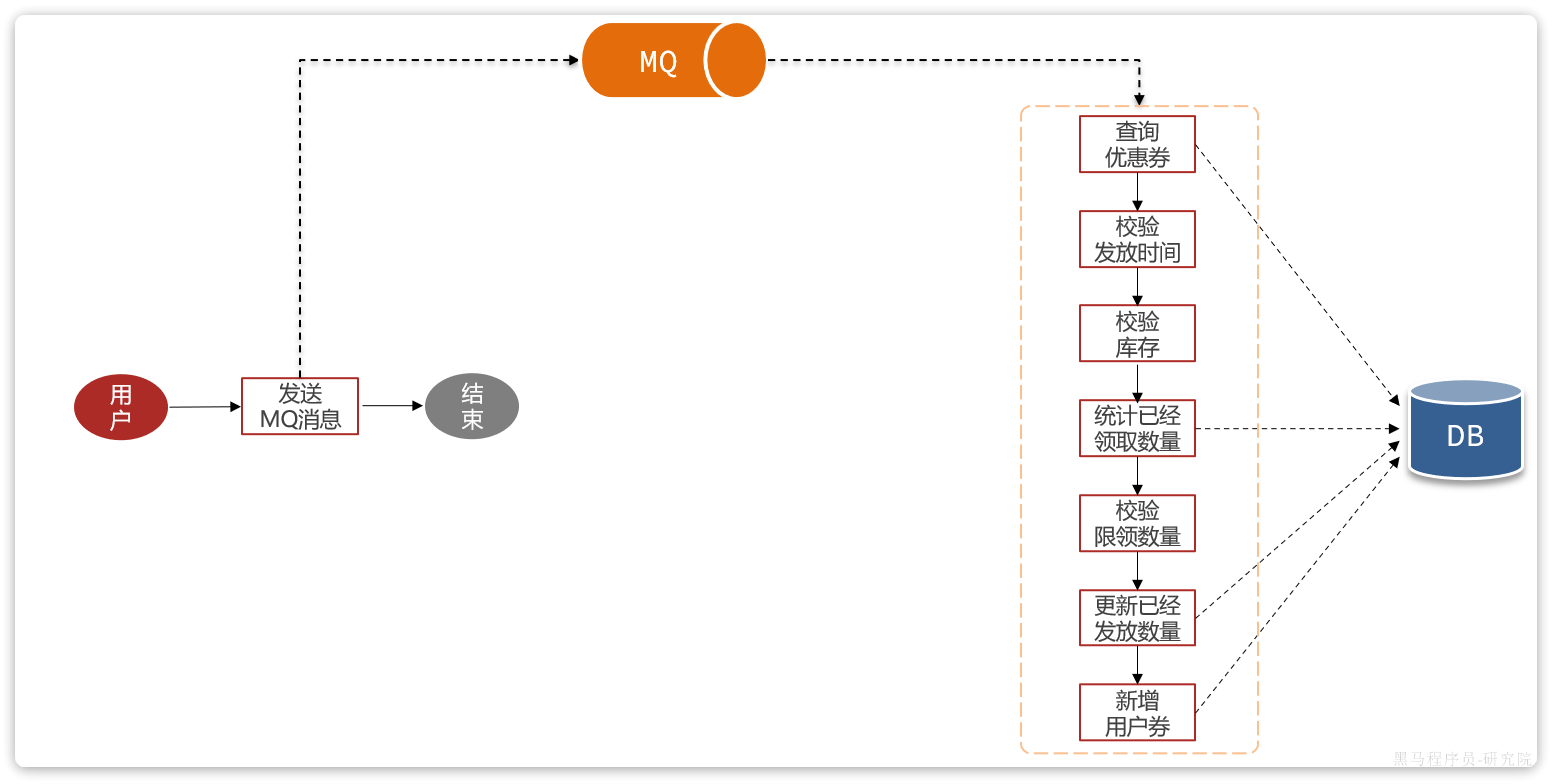 MQ
查询
优惠券
校验
发放时间
校验
库存
用
户
发送
MQ消息
结
束
统计已经
领取数量
DB
校验
限领数量
更新已经
发放数量
新增
用户券
黑马程序员-研究院